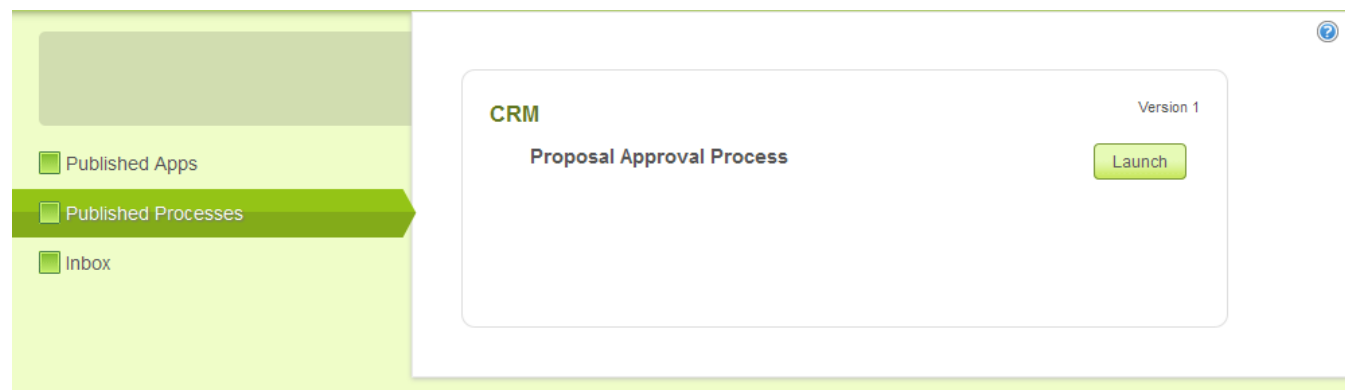 Published Apps
Published Processes
Inbox
CRM
Version 1
Proposal Approval Process
Launch
?